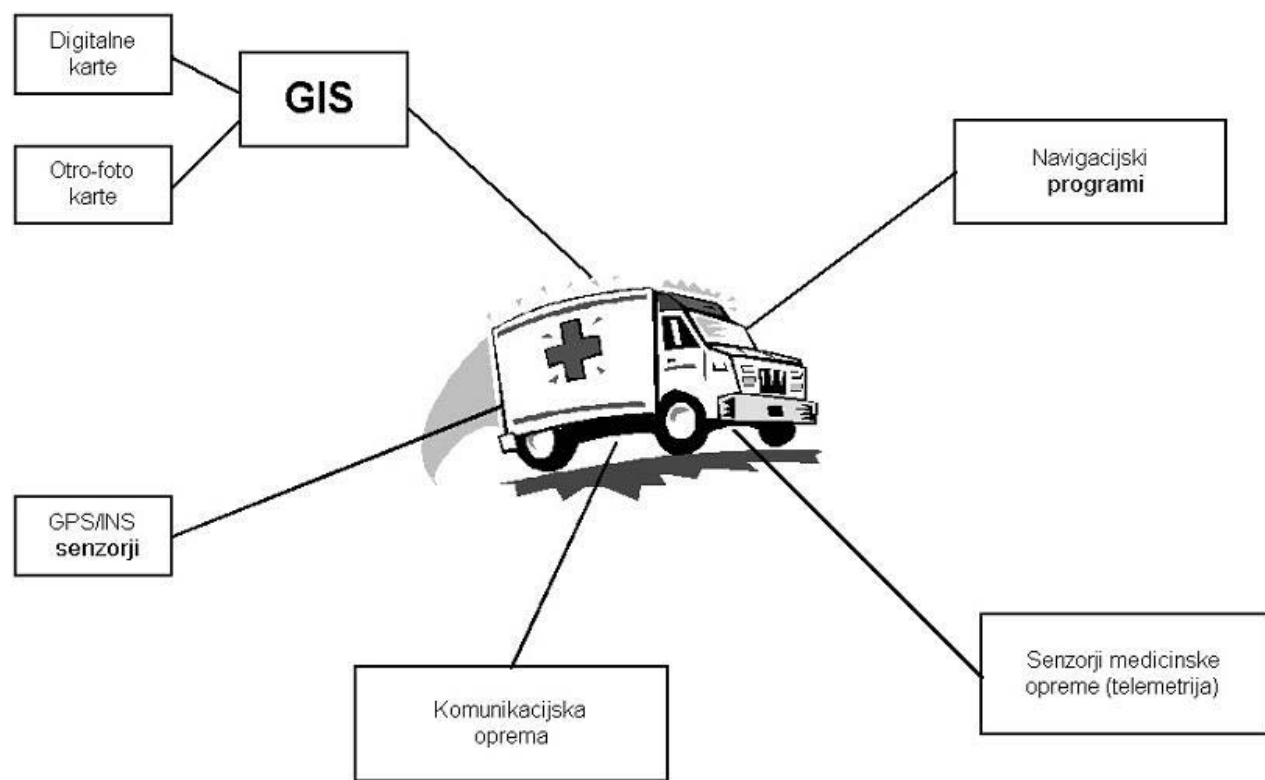 Digitalne
karte
GIS
Otro-foto
karte
Navigacijski
programi
GPS/INS
senzorji
Komunikacijska
oprema
Senzorji medicinske
opreme (telemetrija)